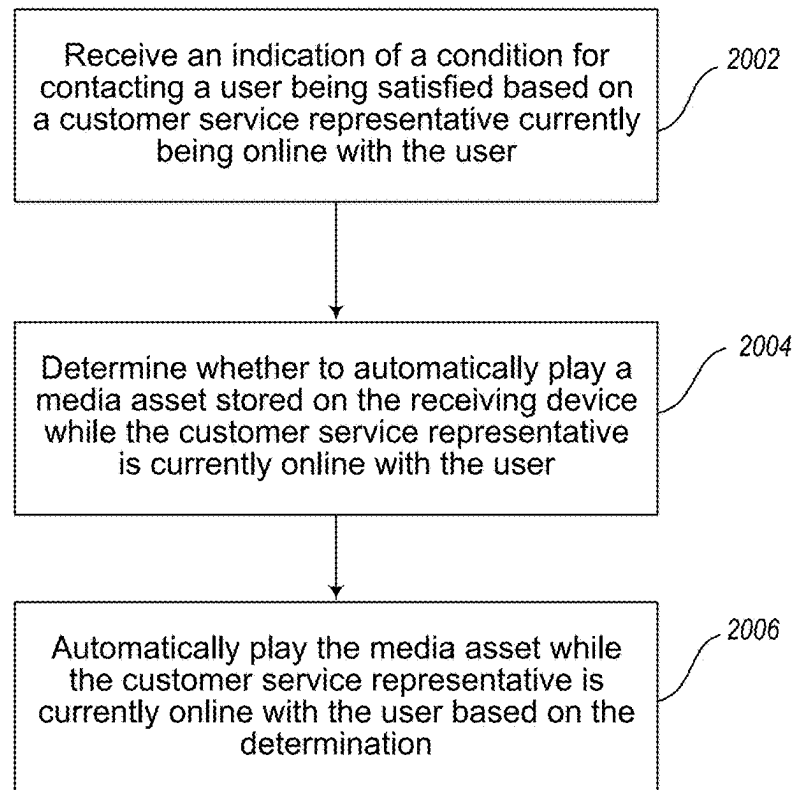 Receive an indication of a condition for
contacting a user being satisfied based on
a customer service representative currently
being online with the user
2002
Determine whether to automatically play a
media asset stored on the receiving device
while the customer service representative
is currently online with the user
2004
Automatically play the media asset while
the customer service representative is
currently online with the user based on the
determination
2006